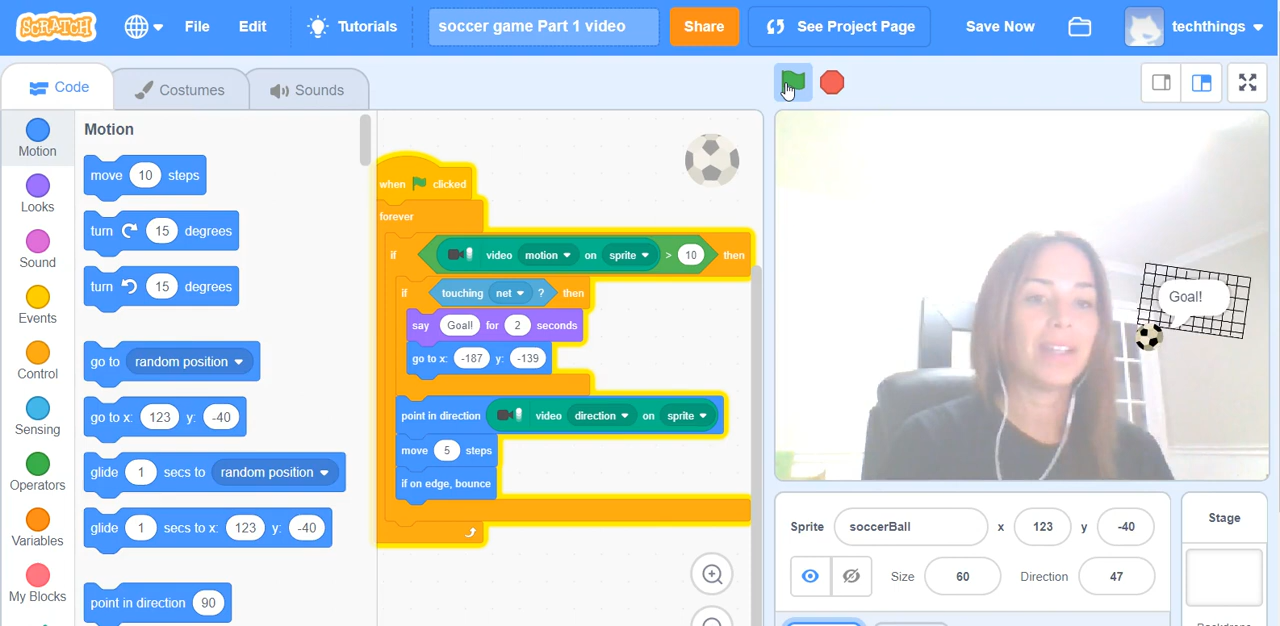 SCRATCH File Edit Tutorials soccer game Part 1 video Share See Project Page Save Now techthings
Code Costumes Sounds
Motion
Looks
Sound
Events
Control
Sensing
Operators
Variables
My Blocks
Motion
move 10 steps
turn 15 degrees
turn 15 degrees
go to random position
go to x: 123 y: -40
glide 1 secs to random position
glide 1 secs to x: 123 y: -40
point in direction 90
when clicked
forever
if video motion on sprite > 10 then
if touching net ? then
say Goal! for 2 seconds
go to x: -187 y: -139
point in direction video direction on sprite
move 5 steps
if on edge, bounce
Goal!
Sprite soccerBall x 123 y -40
Size 60 Direction 47
Stage